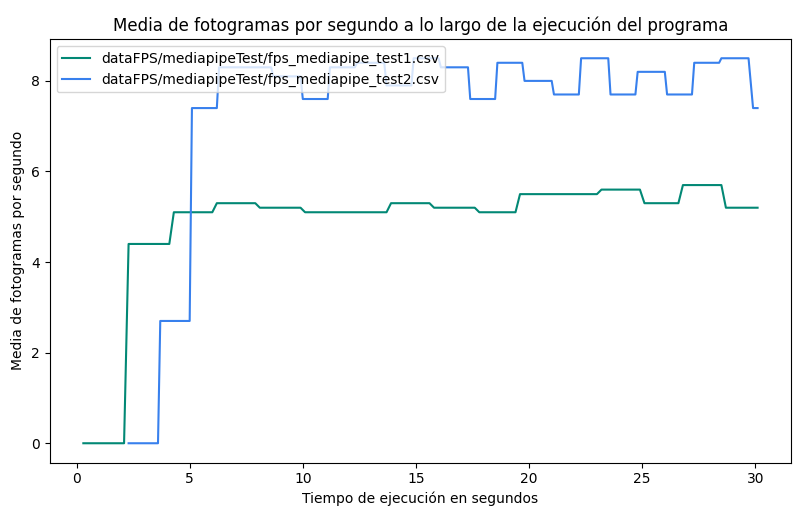 Media de fotogramas por segundo a lo largo de la ejecución del programa
dataFPS/mediapipeTest/fps_mediapipe_test1.csv
dataFPS/mediapipeTest/fps_mediapipe_test2.csv
Media de fotogramas por segundo
8
6
4
2
0
0 5 10 15 20 25 30
Tiempo de ejecución en segundos